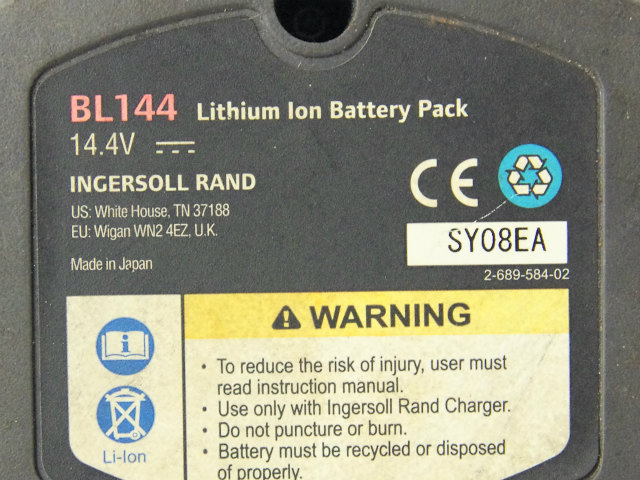 BL144 Lithium Ion Battery Pack
14.4V
INGERSOLL RAND
US: White House, TN 37188
EU: Wigan WN2 4EZ, U.K.
Made in Japan
CE
SY08EA
2-689-584-02
WARNING
• To reduce the risk of injury, user must
read instruction manual.
• Use only with Ingersoll Rand Charger.
• Do not puncture or burn.
• Battery must be recycled or disposed
of properly.
Li-Ion